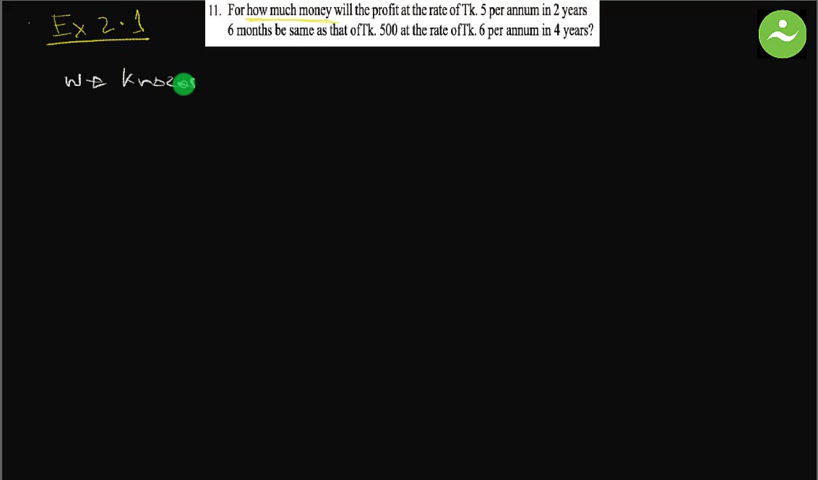 Ex 2.1
11. For how much money will the profit at the rate of Tk. 5 per annum in 2 years
6 months be same as that of Tk. 500 at the rate of Tk. 6 per annum in 4 years?
We know